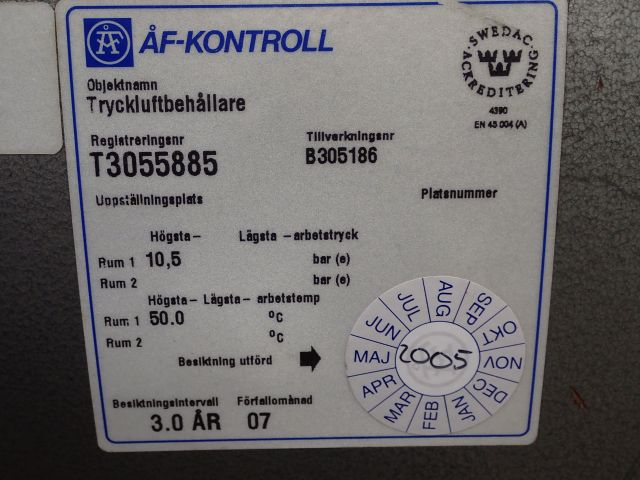 ÅF ÅF-KONTROLL
SWEDAC ACKREDITERING
4390
EN 45 004 (A)
Objektnamn
Tryckluftbehållare
Registreringsnr Tillverkningsnr
T3055885 B305186
Uppställningsplats Platsnummer
Högsta- Lägsta -arbetstryck
Rum 1 10,5 bar (e)
Rum 2 bar (e)
Högsta- Lägsta- arbetstemp
Rum 1 50.0 °C
Rum 2 °C
Besiktning utförd
JAN FEB MAR APR MAJ JUN JUL AUG SEP OKT NOV DEC
2005
Besiktningsintervall Förfallomånad
3.0 ÅR 07